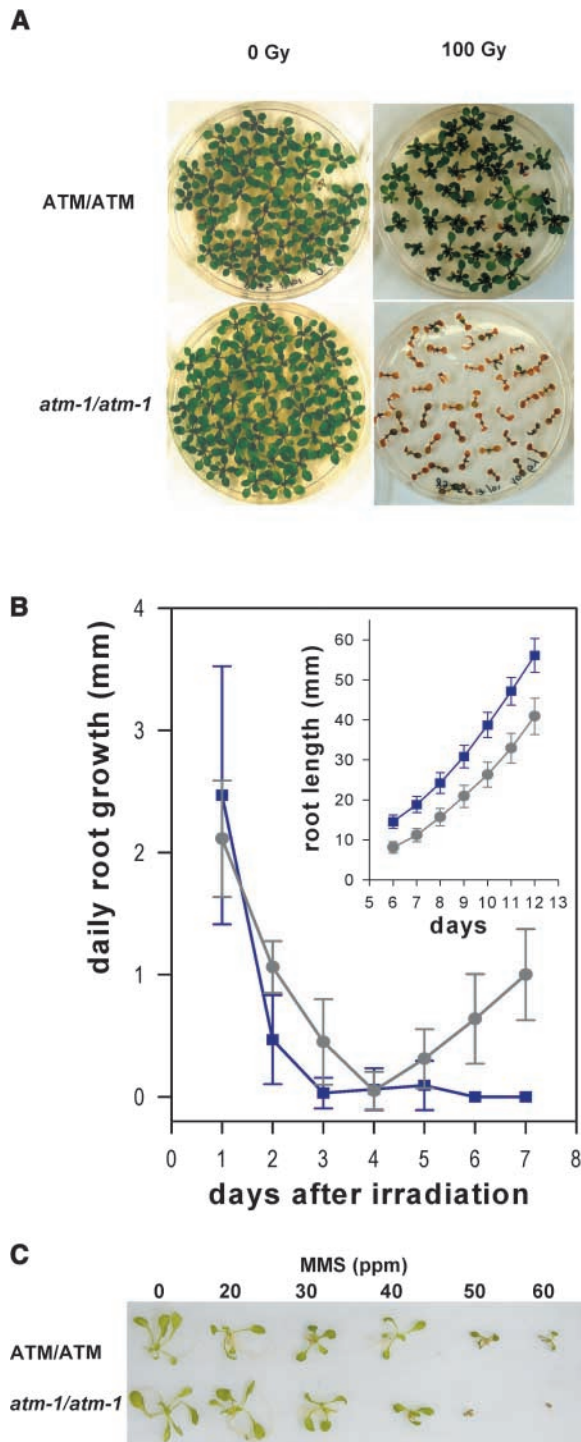 A
0 Gy 100 Gy
ATM/ATM
atm-1/atm-1
B
daily root growth (mm)
4
3
2
1
0
0 1 2 3 4 5 6 7 8
days after irradiation
root length (mm)
60
50
40
30
20
10
0
5 6 7 8 9 10 11 12 13
days
C
MMS (ppm)
0 20 30 40 50 60
ATM/ATM
atm-1/atm-1